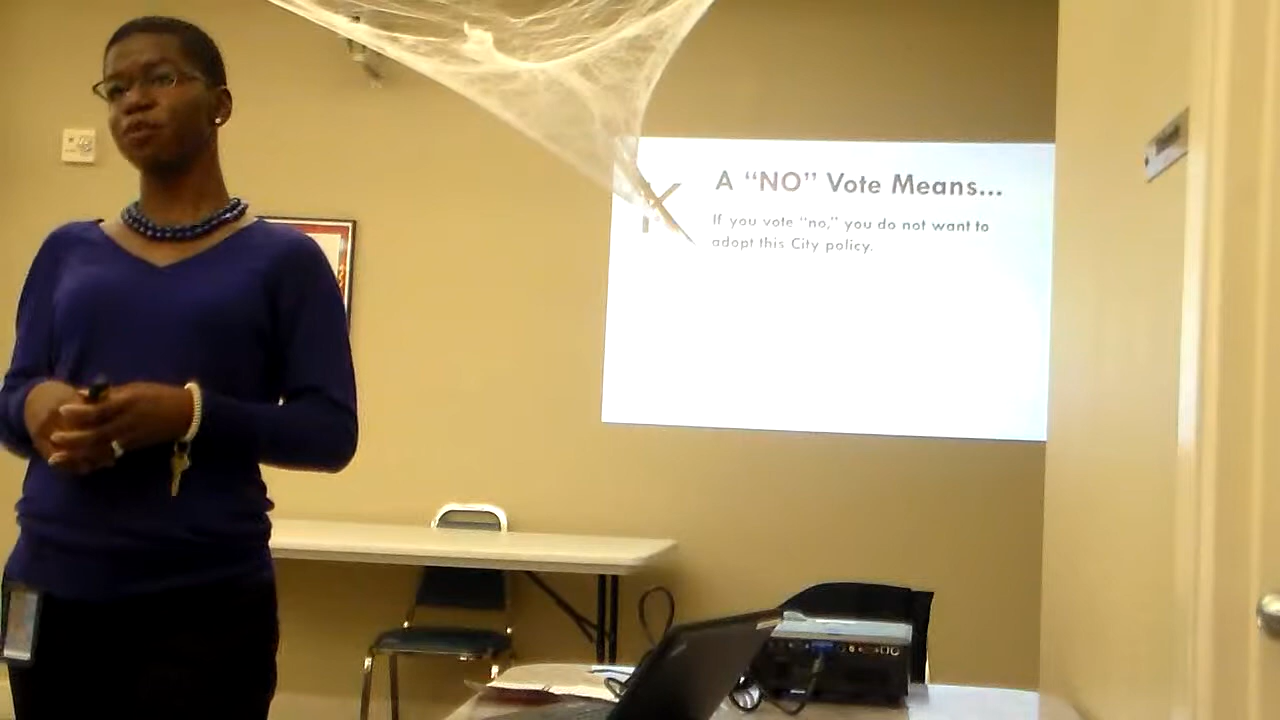 A “NO” Vote Means...
If you vote “no,” you do not want to
adopt this City policy.